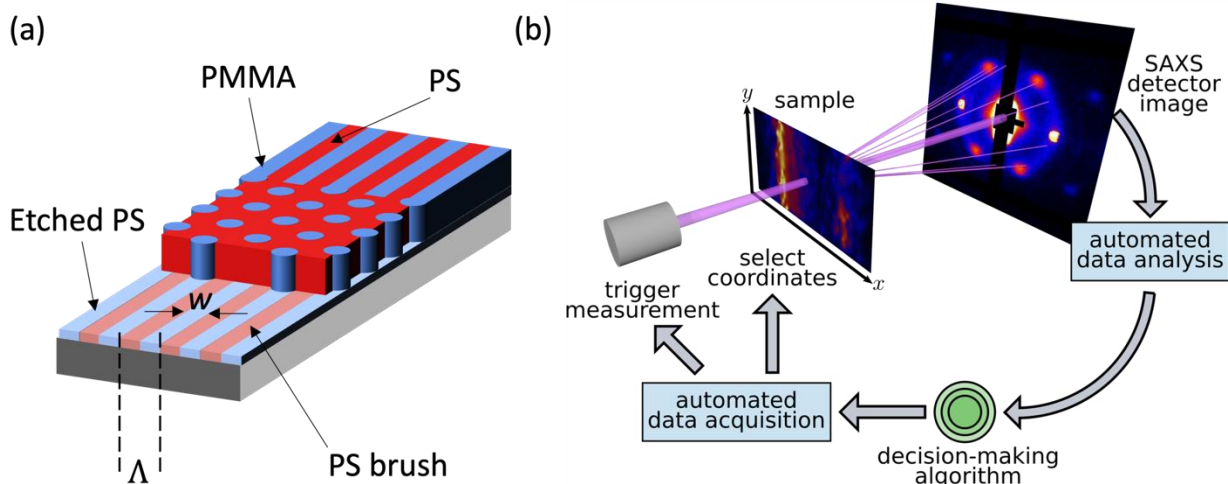 (a)
PMMA
PS
Etched PS
w
Λ
PS brush
(b)
y
sample
SAXS
detector
image
x
automated
data analysis
select
coordinates
trigger
measurement
automated
data acquisition
decision-making
algorithm